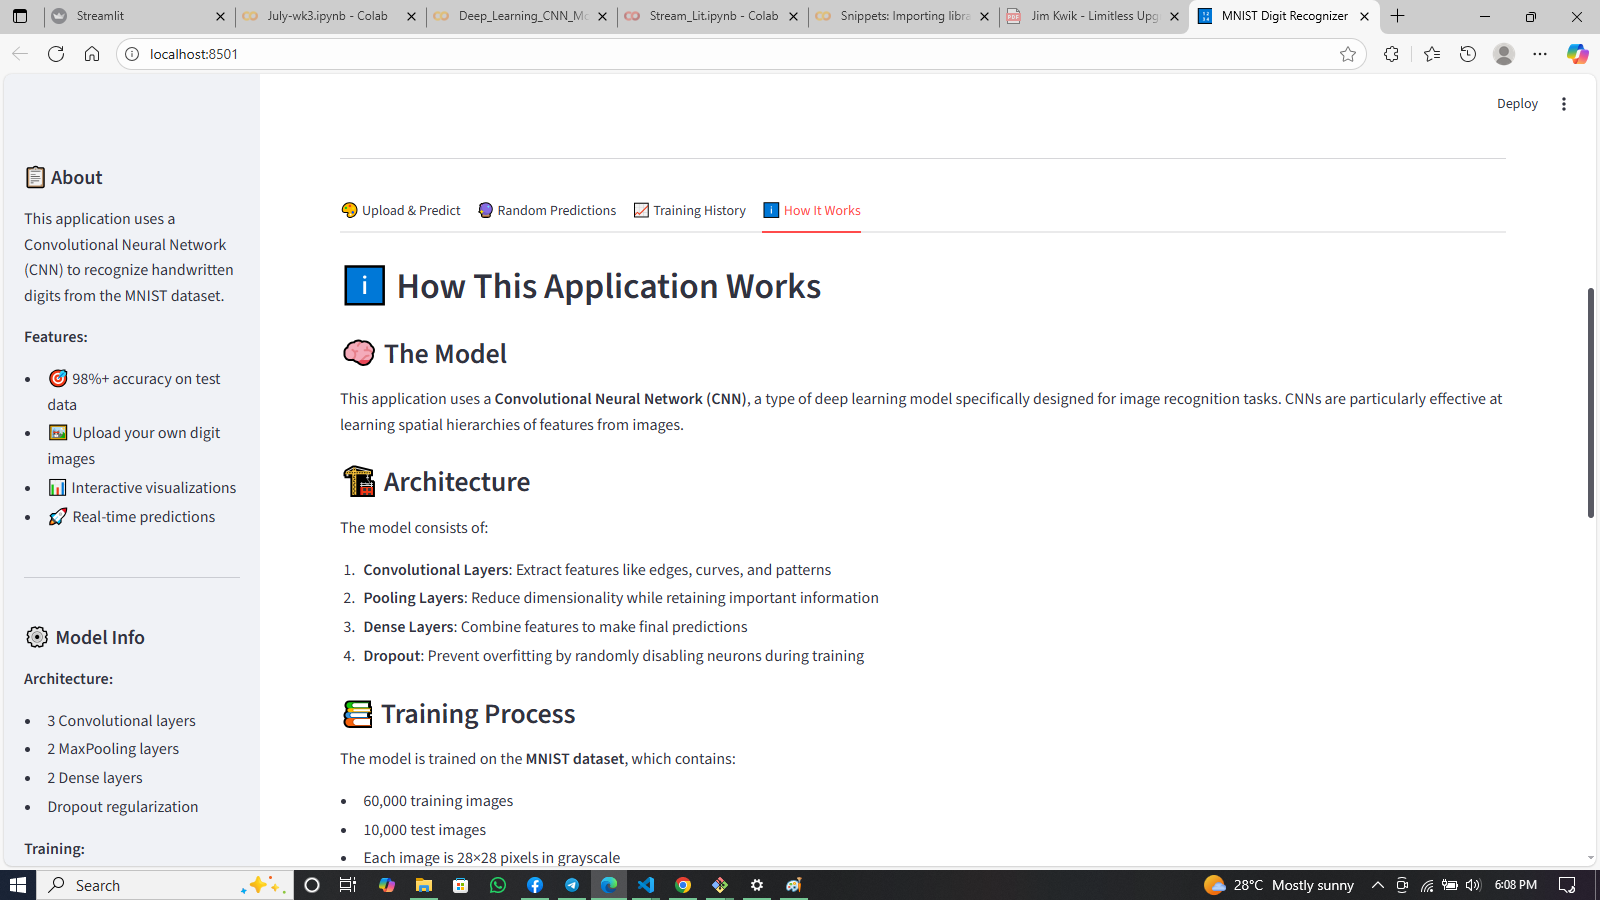 Streamlit
July-wk3.ipynb - Colab
Deep_Learning_CNN_Mo
Stream_Lit.ipynb - Colab
Snippets: Importing libra
Jim Kwik - Limitless Upg
MNIST Digit Recognizer
localhost:8501
Deploy
About
This application uses a
Convolutional Neural Network
(CNN) to recognize handwritten
digits from the MNIST dataset.
Features:
98%+ accuracy on test
data
Upload your own digit
images
Interactive visualizations
Real-time predictions
Model Info
Architecture:
3 Convolutional layers
2 MaxPooling layers
2 Dense layers
Dropout regularization
Training:
Upload & Predict
Random Predictions
Training History
How It Works
How This Application Works
The Model
This application uses a Convolutional Neural Network (CNN), a type of deep learning model specifically designed for image recognition tasks. CNNs are particularly effective at
learning spatial hierarchies of features from images.
Architecture
The model consists of:
1. Convolutional Layers: Extract features like edges, curves, and patterns
2. Pooling Layers: Reduce dimensionality while retaining important information
3. Dense Layers: Combine features to make final predictions
4. Dropout: Prevent overfitting by randomly disabling neurons during training
Training Process
The model is trained on the MNIST dataset, which contains:
60,000 training images
10,000 test images
Each image is 28×28 pixels in grayscale
Search
28°C Mostly sunny
6:08 PM